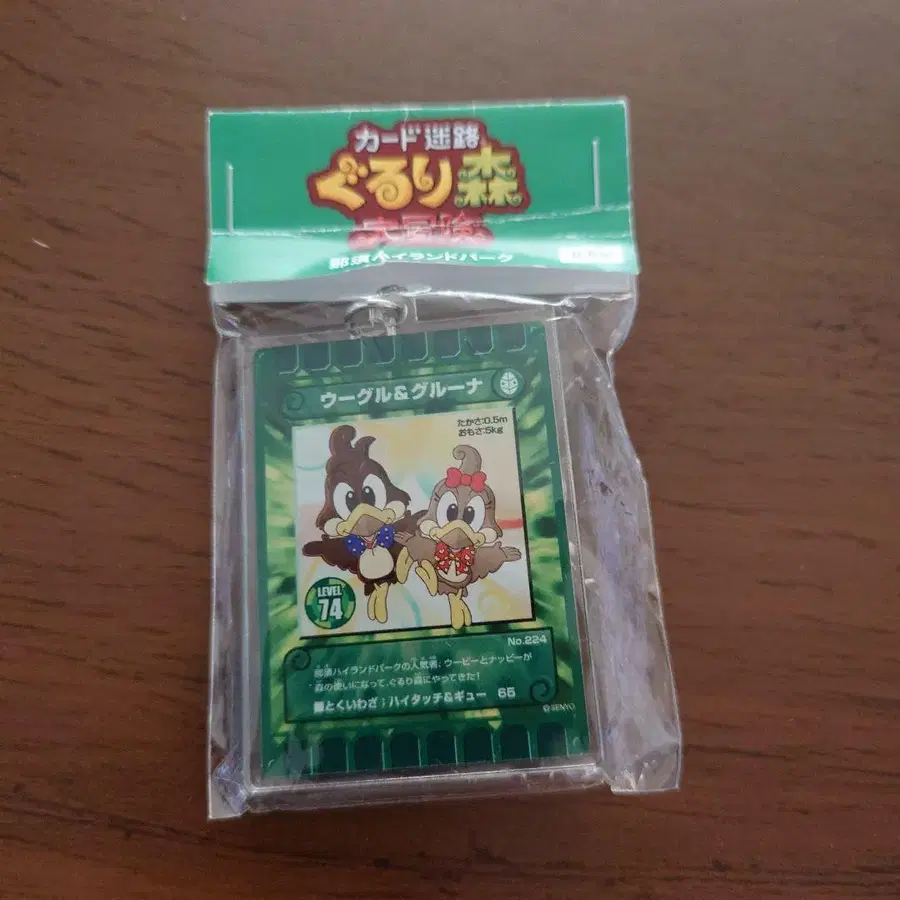 カード迷路
ぐるり森
大冒険
那須ハイランドパーク
ウーグル&グルーナ
たかさ:0.5m
おもさ:5kg
LEVEL
74
No.224
那須ハイランドパークの人気者、ウーピーとナッピーが
森の使いになって、ぐるり森にやってきた!
とくいわざ:ハイタッチ&ギュー 65
©SENYO